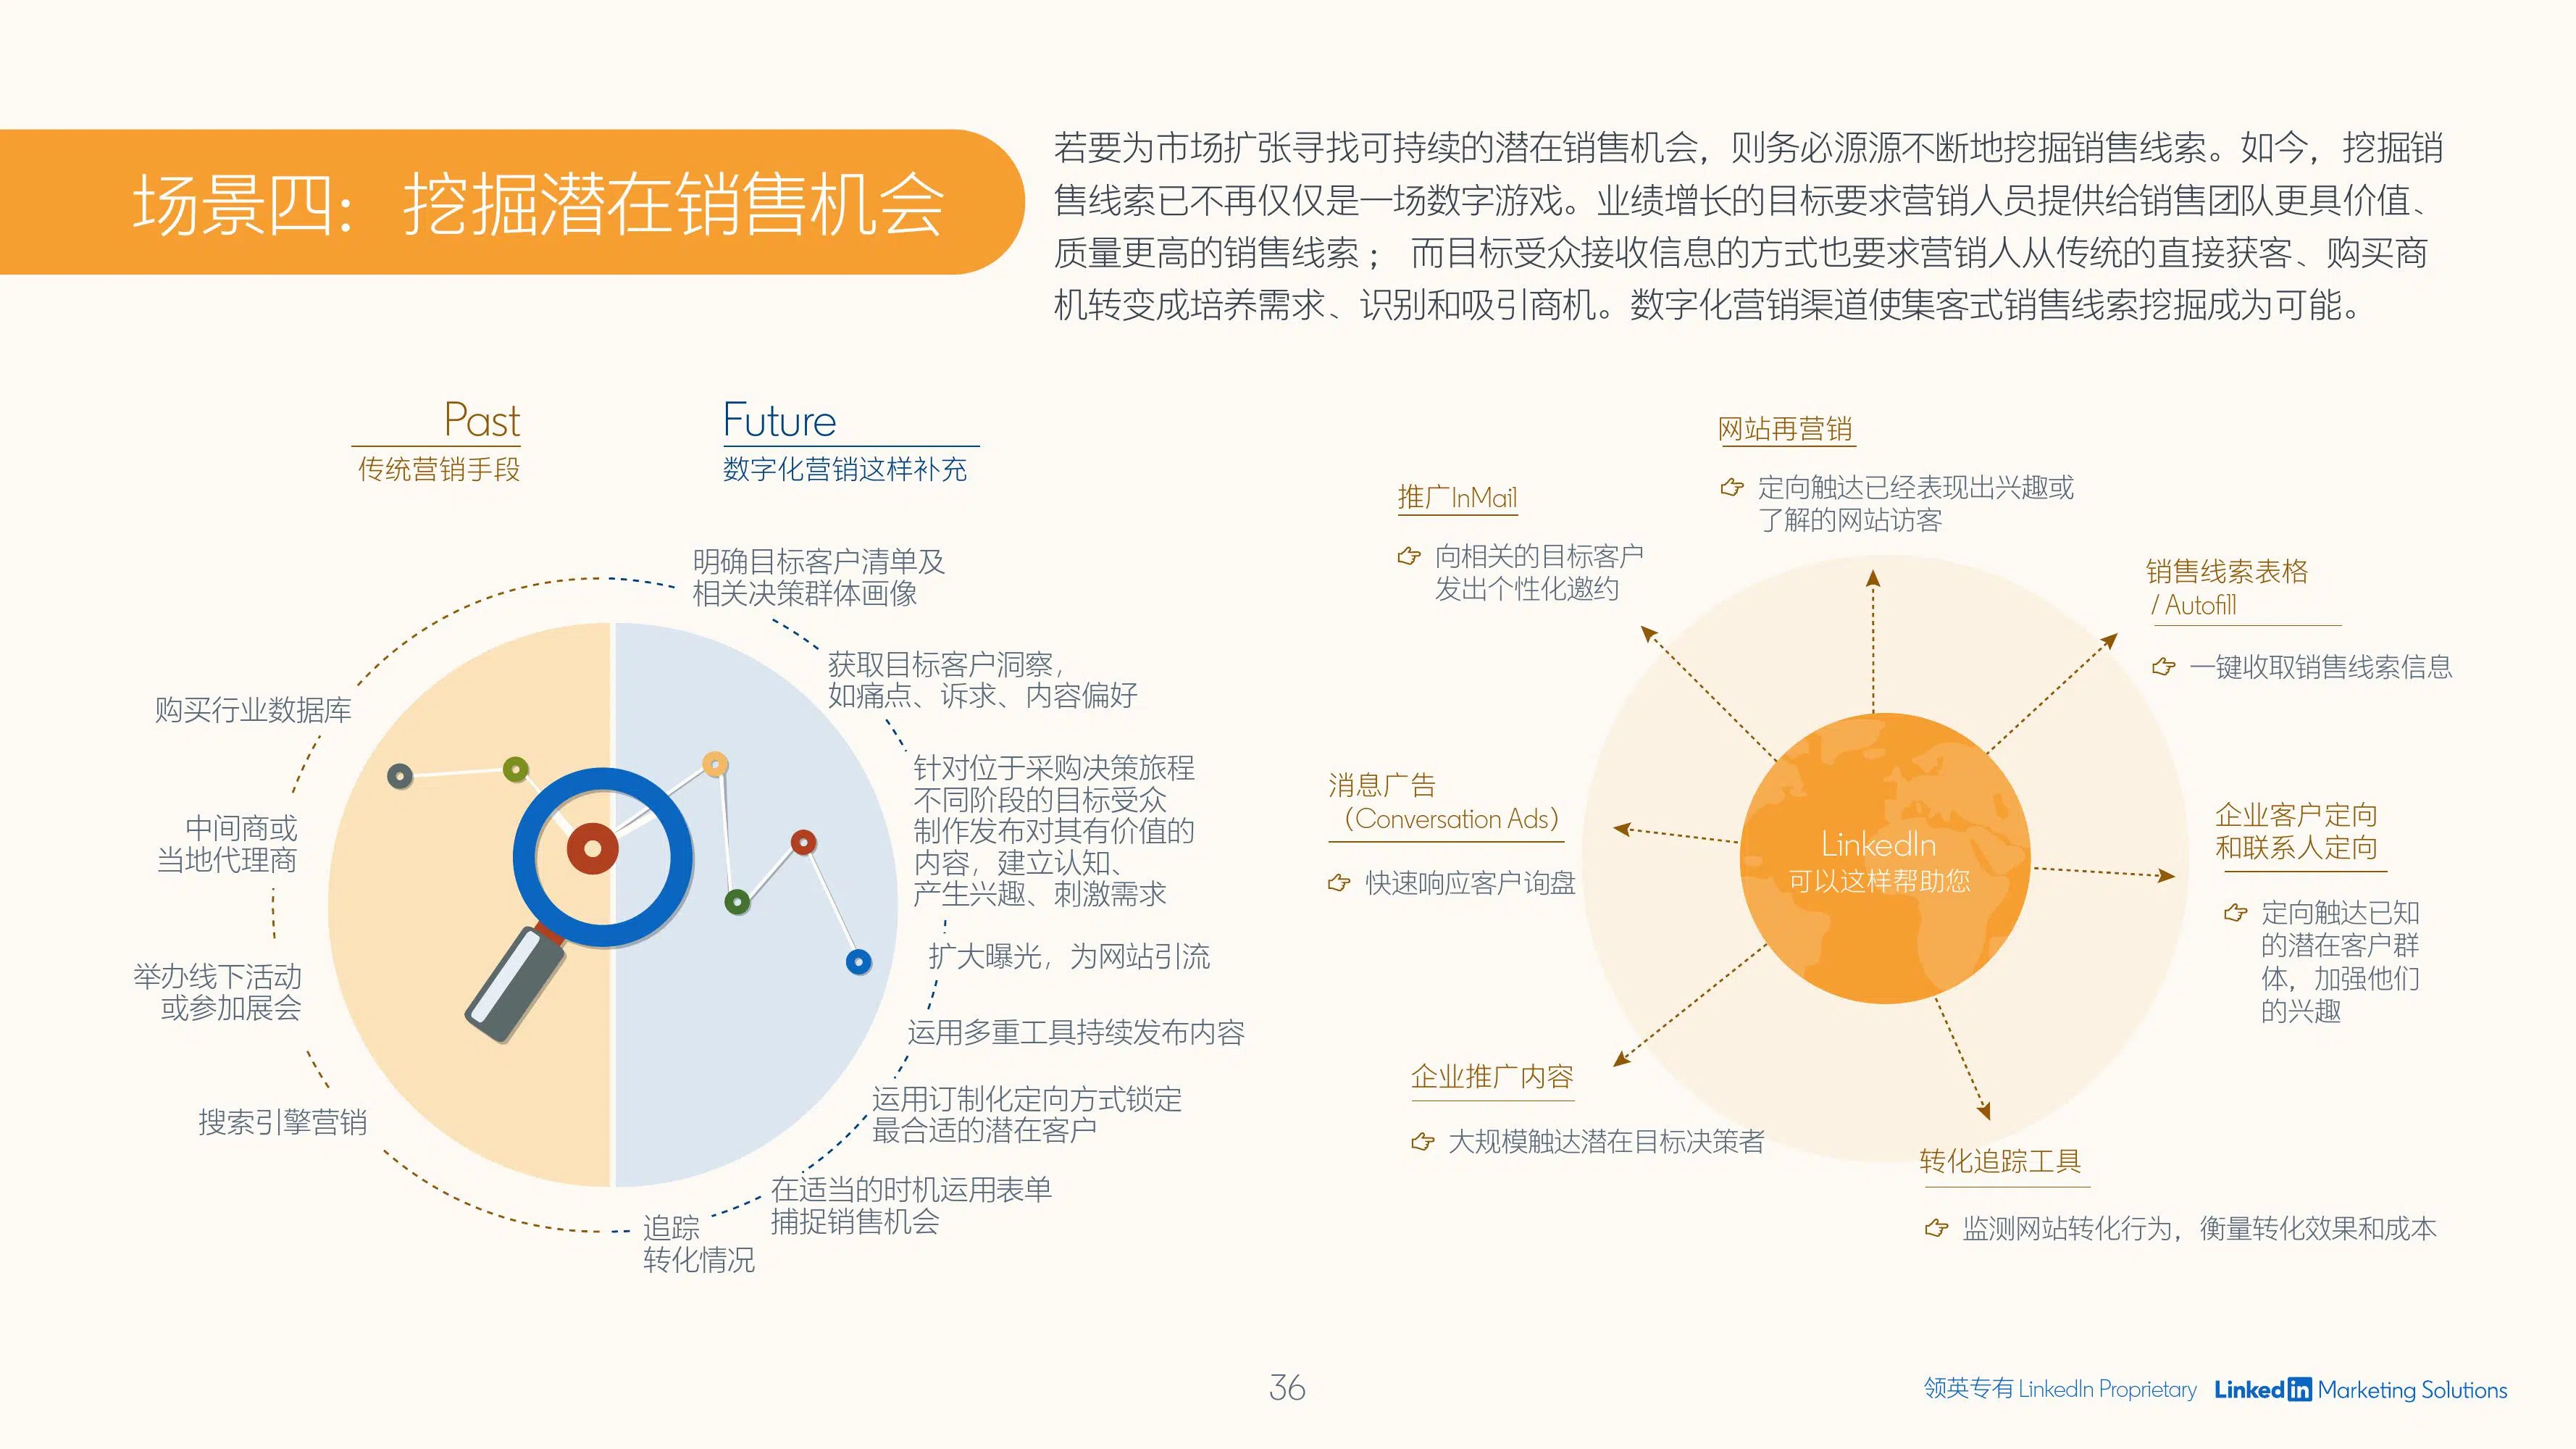 场景四：挖掘潜在销售机会
若要为市场扩张寻找可持续的潜在销售机会，则务必源源不断地挖掘销售线索。如今，挖掘销
售线索已不再仅仅是一场数字游戏。业绩增长的目标要求营销人员提供给销售团队更具价值、
质量更高的销售线索； 而目标受众接收信息的方式也要求营销人从传统的直接获客、购买商
机转变成培养需求、识别和吸引商机。数字化营销渠道使集客式销售线索挖掘成为可能。
Past
传统营销手段
购买行业数据库
中间商或
当地代理商
举办线下活动
或参加展会
搜索引擎营销
Future
数字化营销这样补充
明确目标客户清单及
相关决策群体画像
获取目标客户洞察，
如痛点、诉求、内容偏好
针对位于采购决策旅程
不同阶段的目标受众
制作发布对其有价值的
内容，建立认知、
产生兴趣、刺激需求
扩大曝光，为网站引流
运用多重工具持续发布内容
运用订制化定向方式锁定
最合适的潜在客户
在适当的时机运用表单
捕捉销售机会
追踪
转化情况
LinkedIn
可以这样帮助您
网站再营销
定向触达已经表现出兴趣或
了解的网站访客
推广InMail
向相关的目标客户
发出个性化邀约
销售线索表格
/ Autofill
一键收取销售线索信息
消息广告
（Conversation Ads）
快速响应客户询盘
企业客户定向
和联系人定向
定向触达已知
的潜在客户群
体，加强他们
的兴趣
企业推广内容
大规模触达潜在目标决策者
转化追踪工具
监测网站转化行为，衡量转化效果和成本
36
领英专有 LinkedIn Proprietary LinkedIn Marketing Solutions